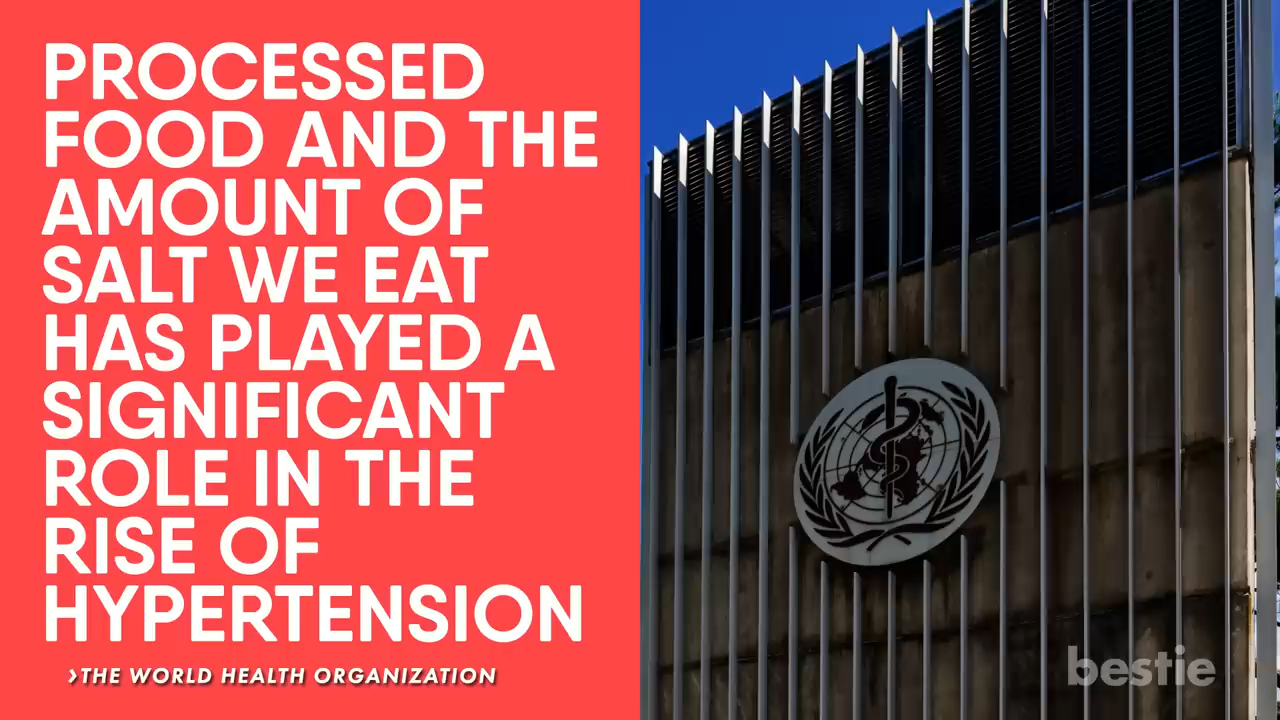 PROCESSED
FOOD AND THE
AMOUNT OF
SALT WE EAT
HAS PLAYED A
SIGNIFICANT
ROLE IN THE
RISE OF
HYPERTENSION
›THE WORLD HEALTH ORGANIZATION
bestie